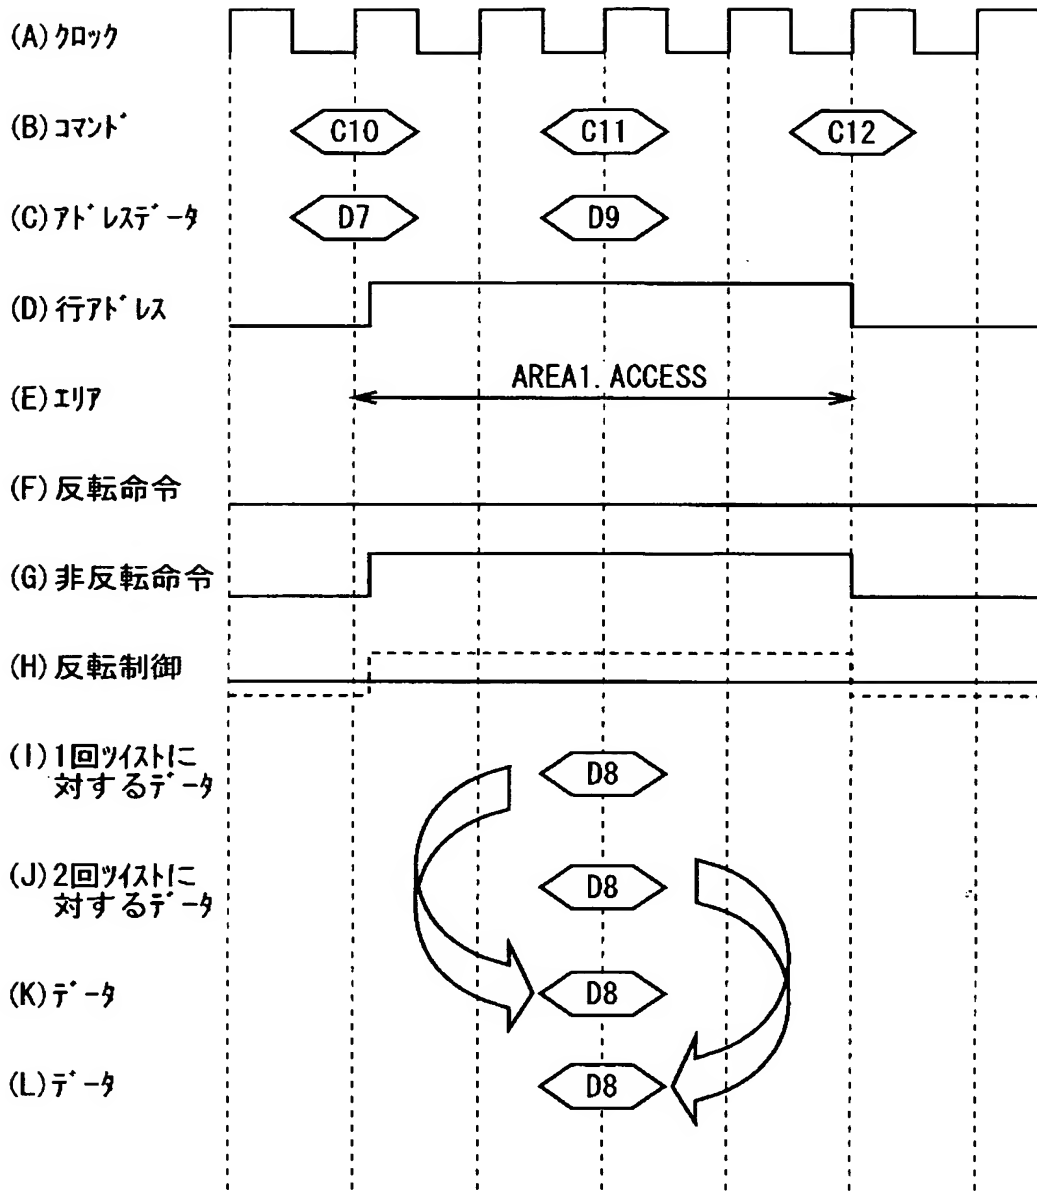 (A)ｸﾛｯｸ
(B)ｺﾏﾝﾄﾞ
C10
C11
C12
(C)ｱﾄﾞﾚｽﾃﾞｰﾀ
D7
D9
(D)行ｱﾄﾞﾚｽ
(E)ｴﾘｱ
AREA1. ACCESS
(F)反転命令
(G)非反転命令
(H)反転制御
(I)1回ﾂｲｽﾄに
対するﾃﾞｰﾀ
D8
(J)2回ﾂｲｽﾄに
対するﾃﾞｰﾀ
D8
(K)ﾃﾞｰﾀ
D8
(L)ﾃﾞｰﾀ
D8